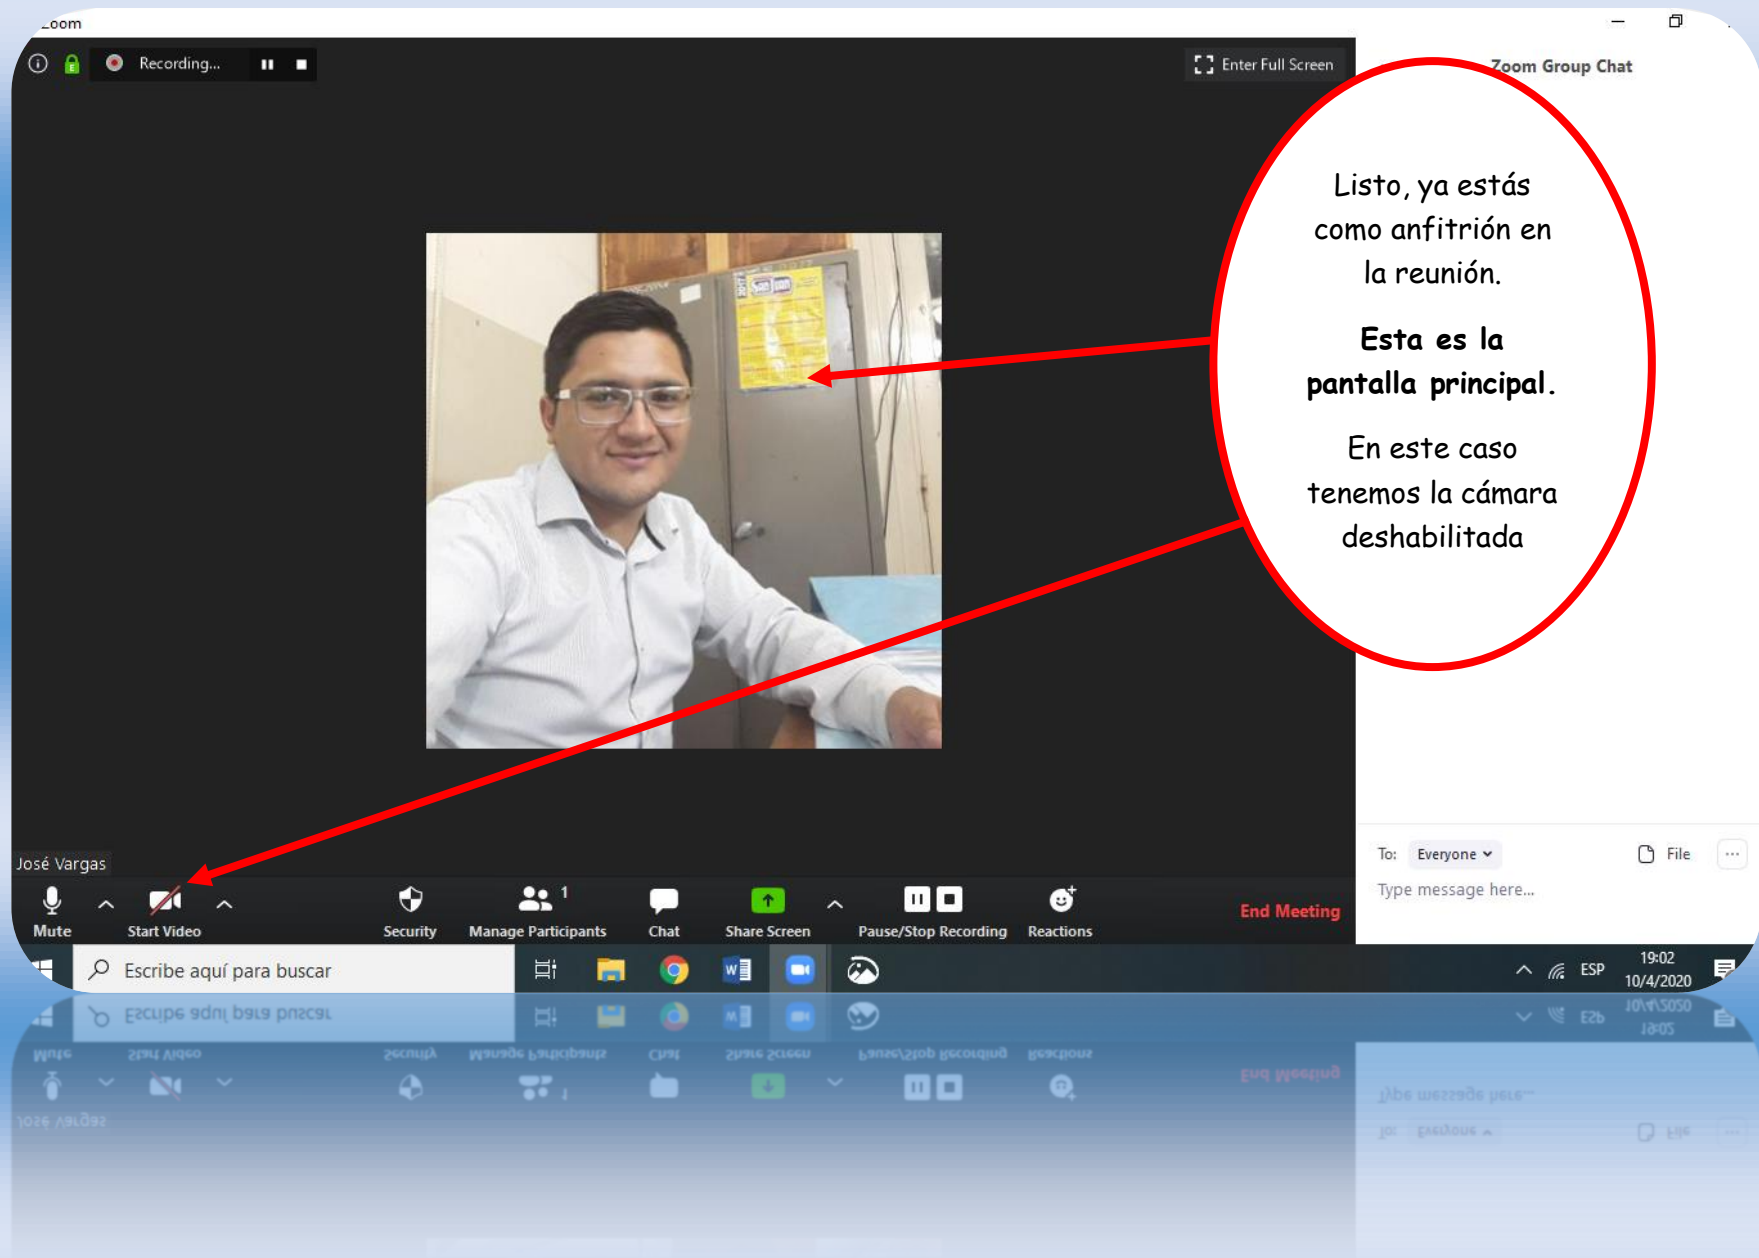 Zoom
Recording...
Enter Full Screen
Zoom Group Chat
2017
San Juan
Listo, ya estás
como anfitrión en
la reunión.
Esta es la
pantalla principal.
En este caso
tenemos la cámara
deshabilitada
José Vargas
To: Everyone
File
Type message here...
Mute
Start Video
Security
Manage Participants
1
Chat
Share Screen
Pause/Stop Recording
Reactions
End Meeting
Escribe aquí para buscar
ESP
19:02
10/4/2020